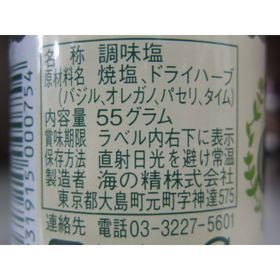 名称 調味塩
原材料名 焼塩、ドライハーブ
(バジル、オレガノ、パセリ、タイム)
内容量 55グラム
賞味期限 ラベル内右下に表示
保存方法 直射日光を避け常温
製造者 海の精株式会社
東京都大島町元町字神達575
連絡先 電話 03-3227-5601
319150007 54